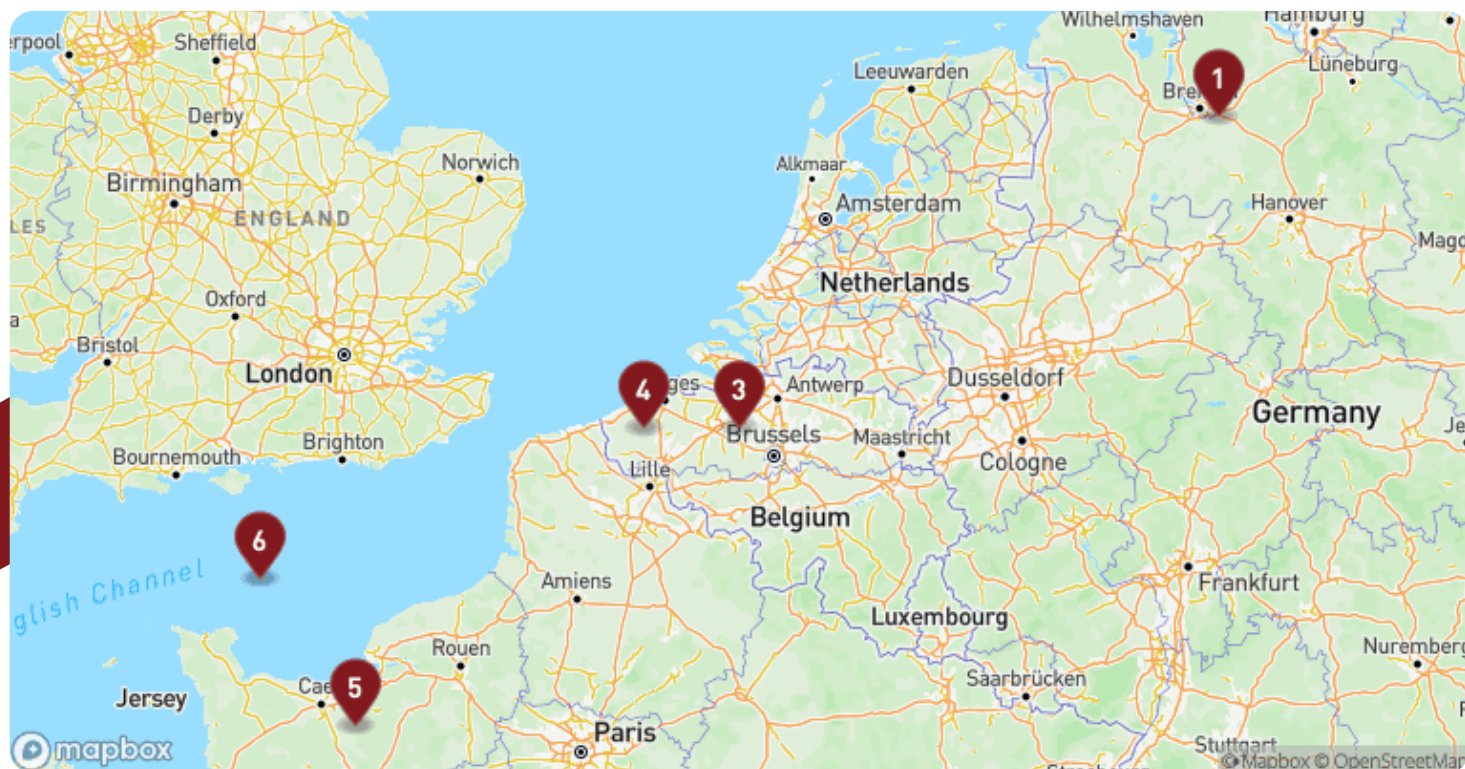 Wilhelmshaven
Hamburg
erpool
Sheffield
Leeuwarden
Lüneburg
1
Bre
Derby
Norwich
Alkmaar
Birmingham
Hanover
Amsterdam
ENGLAND
LES
Magd
Netherlands
Oxford
a
Bristol
London
Dusseldorf
4
ges
3
Antwerp
Germany
Je
Brighton
Brussels
Maastricht
Bournemouth
Cologne
Lille
Belgium
6
glish Channel
Amiens
Frankfurt
Luxembourg
Rouen
Nuremberg
Saarbrücken
Jersey
Cae
5
Paris
Stuttgart
mapbox
© Mapbox © OpenStreetMap